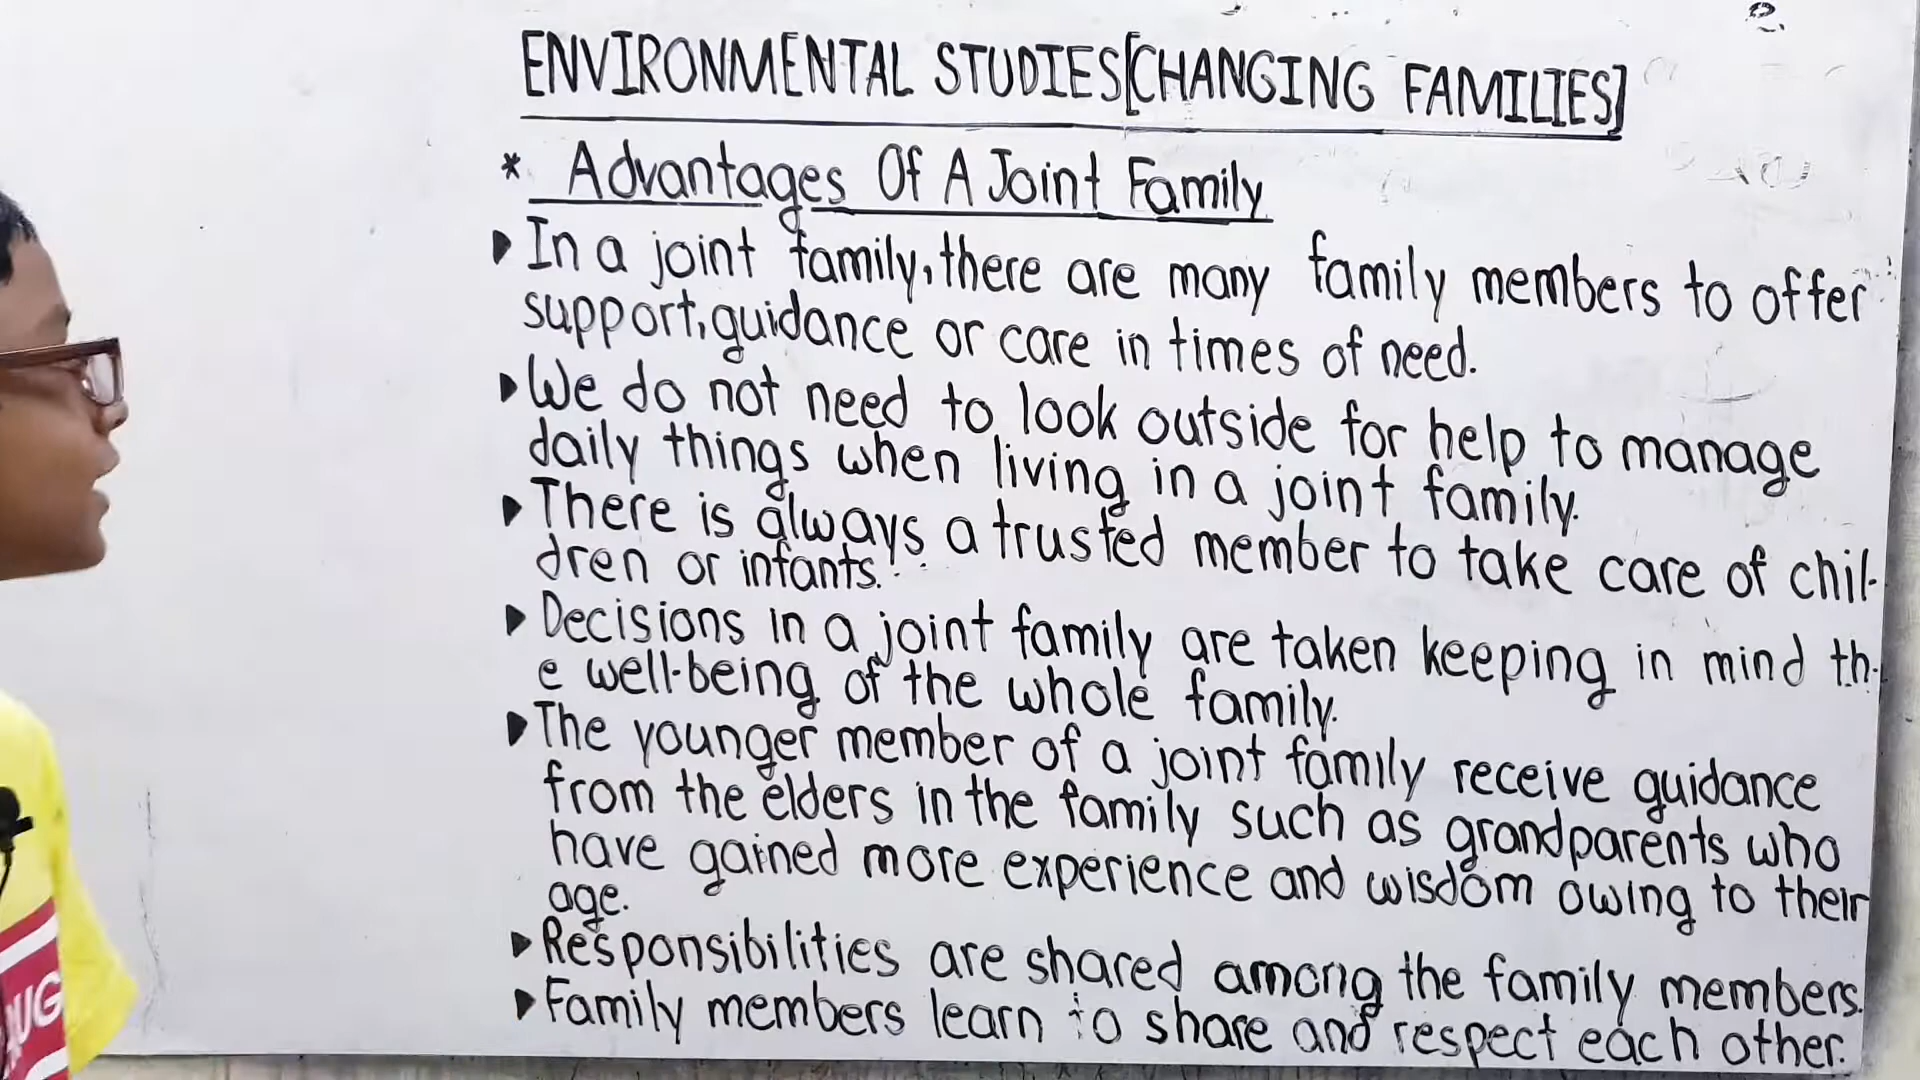 ENVIRONMENTAL STUDIES[CHANGING FAMILIES]
* Advantages Of A Joint Family
In a joint family, there are many family members to offer
support, guidance or care in times of need.
We do not need to look outside for help to manage
daily things when living in a joint family.
There is always a trusted member to take care of chil-
dren or infants.
Decisions in a joint family are taken keeping in mind th-
e well-being of the whole family.
The younger member of a joint family receive guidance
from the elders in the family such as grandparents who
have gained more experience and wisdom owing to their
age.
Responsibilities are shared among the family members.
Family members learn to share and respect each other.
UG